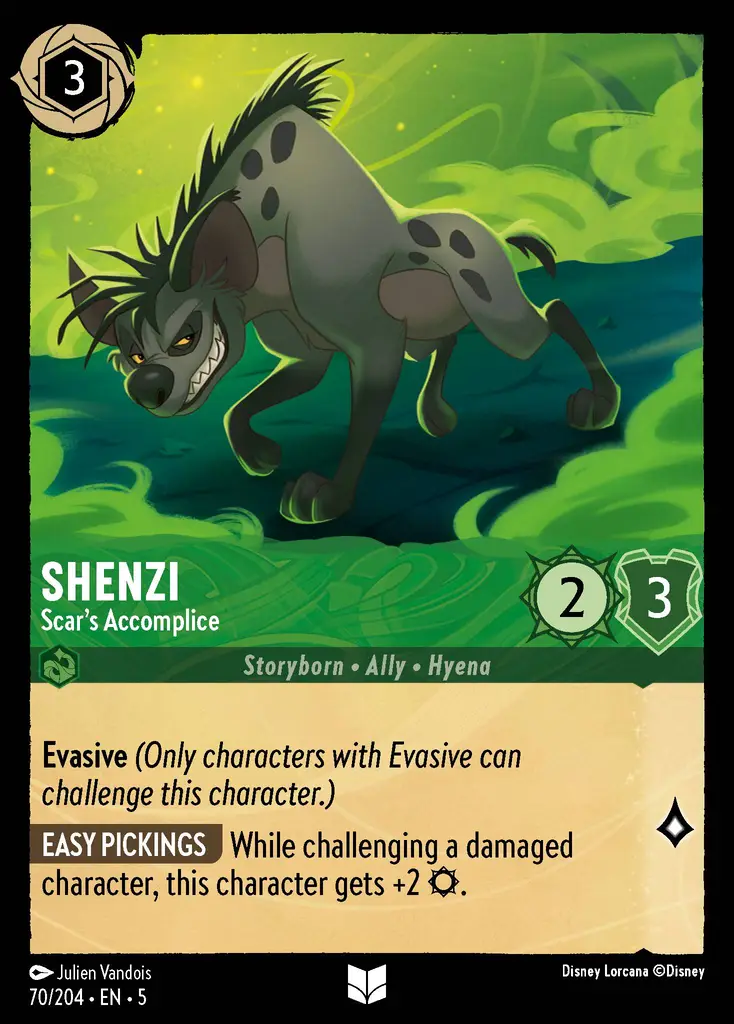 3
SHENZI
Scar's Accomplice
2
3
Storyborn • Ally • Hyena
Evasive (Only characters with Evasive can
challenge this character.)
EASY PICKINGS While challenging a damaged
character, this character gets +2 .
Julien Vandois
70/204 • EN • 5
Disney Lorcana ©Disney